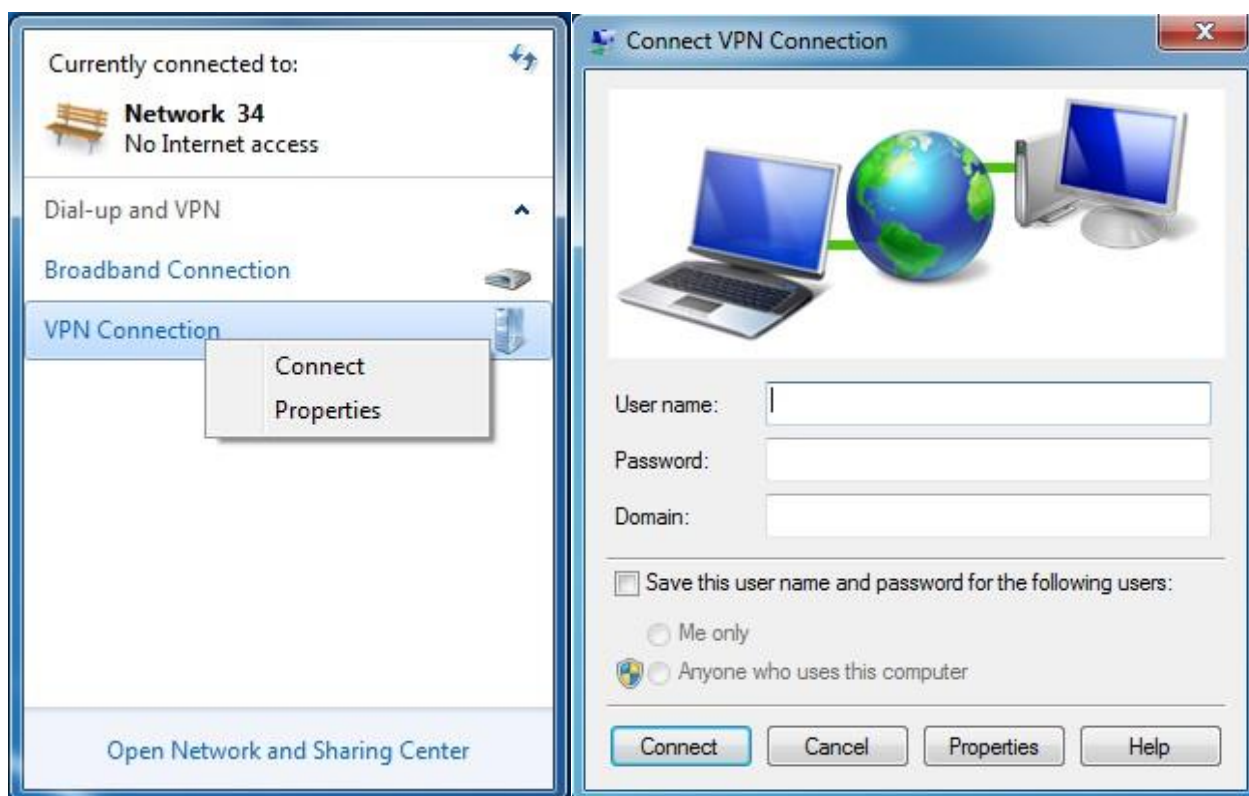 Currently connected to:
Network 34
No Internet access
Dial-up and VPN
Broadband Connection
VPN Connection
Connect
Properties
Open Network and Sharing Center
Connect VPN Connection
User name:
Password:
Domain:
Save this user name and password for the following users:
Me only
Anyone who uses this computer
Connect Cancel Properties Help